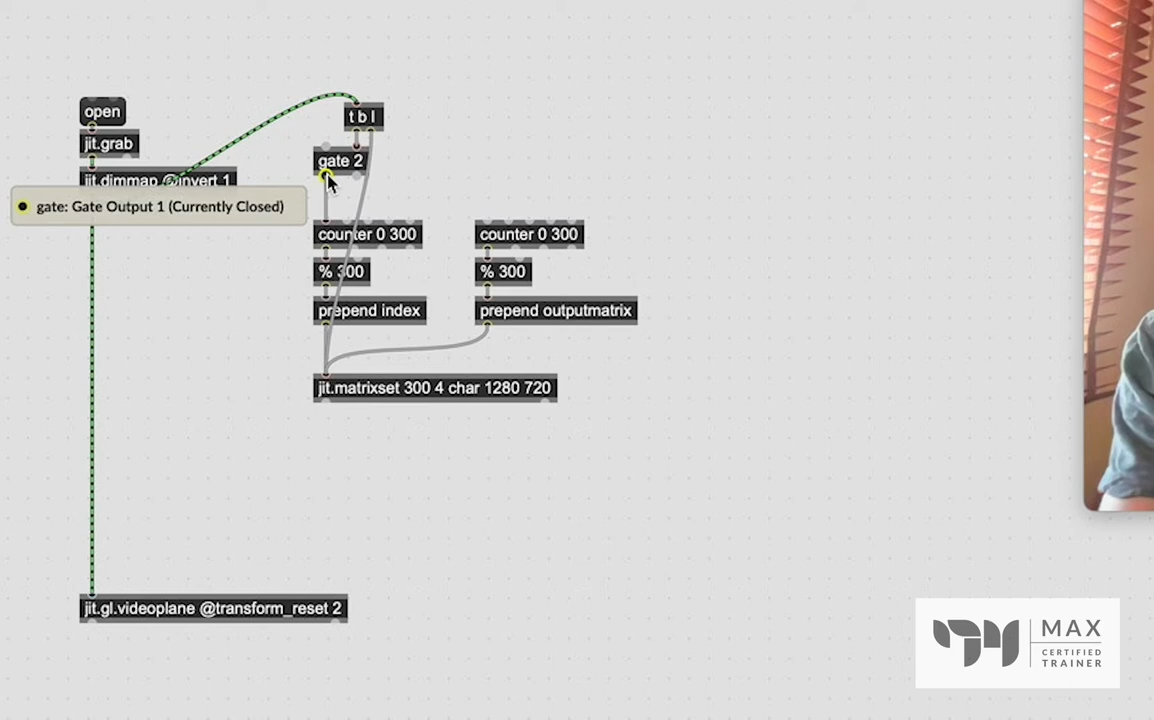 open
t b l
jit.grab
gate 2
jit.dimmap @invert 1
gate: Gate Output 1 (Currently Closed)
counter 0 300
counter 0 300
% 300
% 300
prepend index
prepend outputmatrix
jit.matrixset 300 4 char 1280 720
jit.gl.videoplane @transform_reset 2
MAX
CERTIFIED
TRAINER